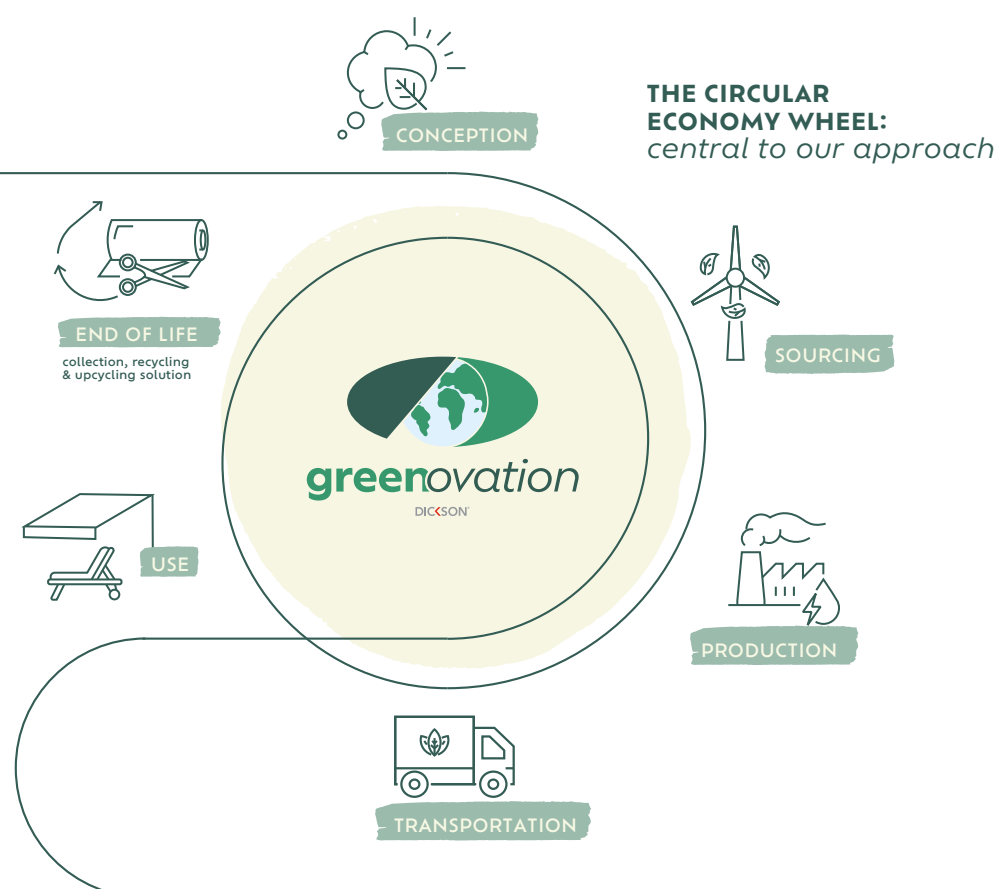 CONCEPTION
THE CIRCULAR
ECONOMY WHEEL:
central to our approach
END OF LIFE
collection, recycling
& upcycling solution
SOURCING
greenovation
DICKSON
USE
PRODUCTION
TRANSPORTATION